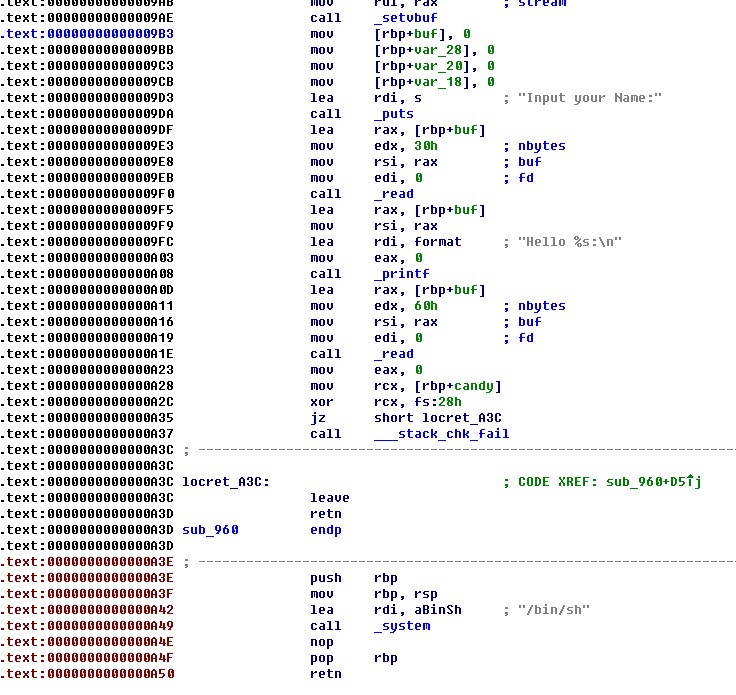 .text:00000000000009AB mov rdi, rax ; stream
.text:00000000000009AE call _setvbuf
.text:00000000000009B3 mov [rbp+buf], 0
.text:00000000000009BB mov [rbp+var_28], 0
.text:00000000000009C3 mov [rbp+var_20], 0
.text:00000000000009CB mov [rbp+var_18], 0
.text:00000000000009D3 lea rdi, s ; "Input your Name:"
.text:00000000000009DA call _puts
.text:00000000000009DF lea rax, [rbp+buf]
.text:00000000000009E3 mov edx, 30h ; nbytes
.text:00000000000009E8 mov rsi, rax ; buf
.text:00000000000009EB mov edi, 0 ; fd
.text:00000000000009F0 call _read
.text:00000000000009F5 lea rax, [rbp+buf]
.text:00000000000009F9 mov rsi, rax
.text:00000000000009FC lea rdi, format ; "Hello %s:\n"
.text:0000000000000A03 mov eax, 0
.text:0000000000000A08 call _printf
.text:0000000000000A0D lea rax, [rbp+buf]
.text:0000000000000A11 mov edx, 60h ; nbytes
.text:0000000000000A16 mov rsi, rax ; buf
.text:0000000000000A19 mov edi, 0 ; fd
.text:0000000000000A1E call _read
.text:0000000000000A23 mov eax, 0
.text:0000000000000A28 mov rcx, [rbp+candy]
.text:0000000000000A2C xor rcx, fs:28h
.text:0000000000000A35 jz short locret_A3C
.text:0000000000000A37 call ___stack_chk_fail
.text:0000000000000A3C ; ---------------------------------------------------------------------
.text:0000000000000A3C
.text:0000000000000A3C locret_A3C: ; CODE XREF: sub_960+D5↑j
.text:0000000000000A3C leave
.text:0000000000000A3D retn
.text:0000000000000A3D sub_960 endp
.text:0000000000000A3D
.text:0000000000000A3E ; ---------------------------------------------------------------------
.text:0000000000000A3E push rbp
.text:0000000000000A3F mov rbp, rsp
.text:0000000000000A42 lea rdi, aBinSh ; "/bin/sh"
.text:0000000000000A49 call _system
.text:0000000000000A4E nop
.text:0000000000000A4F pop rbp
.text:0000000000000A50 retn